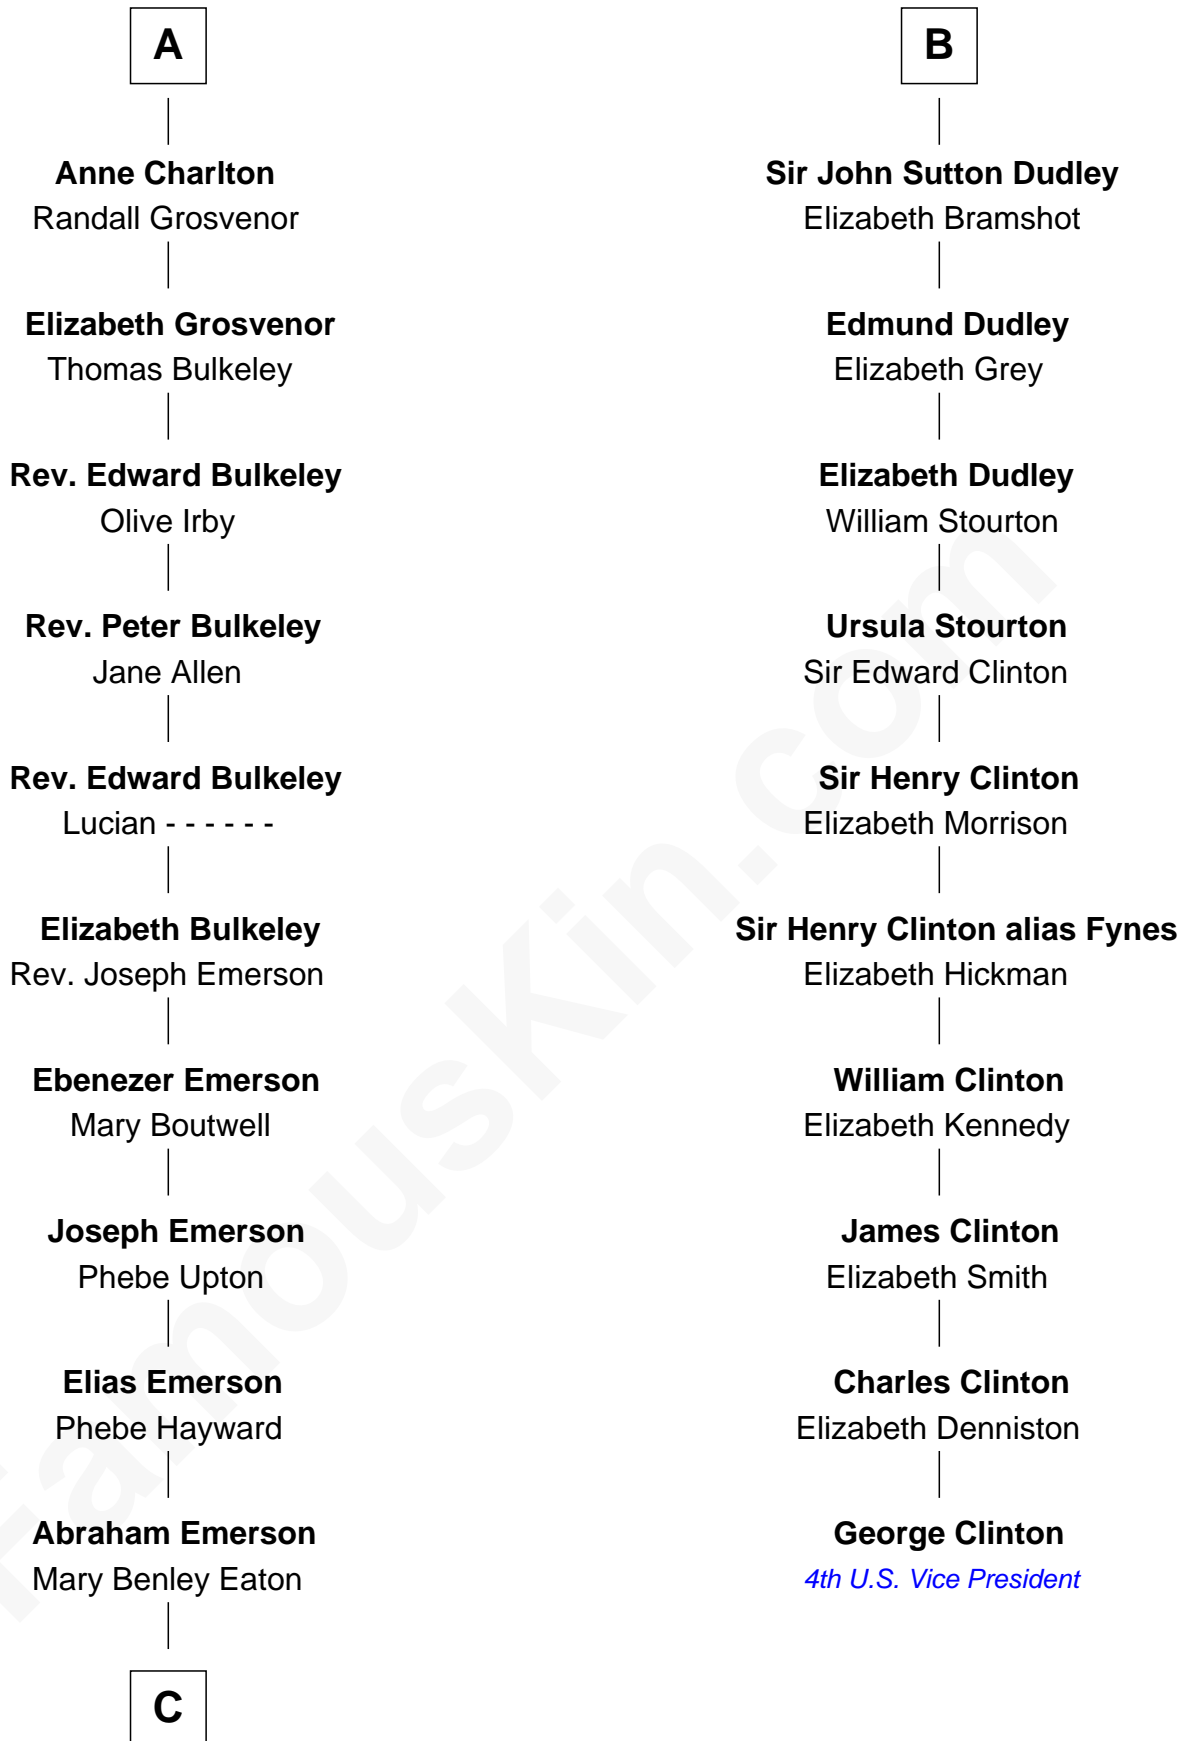 A
Anne Charlton
Randall Grosvenor
Elizabeth Grosvenor
Thomas Bulkeley
Rev. Edward Bulkeley
Olive Irby
Rev. Peter Bulkeley
Jane Allen
Rev. Edward Bulkeley
Lucian - - - - - -
Elizabeth Bulkeley
Rev. Joseph Emerson
Ebenezer Emerson
Mary Boutwell
Joseph Emerson
Phebe Upton
Elias Emerson
Phebe Hayward
Abraham Emerson
Mary Benley Eaton
C
B
Sir John Sutton Dudley
Elizabeth Bramshot
Edmund Dudley
Elizabeth Grey
Elizabeth Dudley
William Stourton
Ursula Stourton
Sir Edward Clinton
Sir Henry Clinton
Elizabeth Morrison
Sir Henry Clinton alias Fynes
Elizabeth Hickman
William Clinton
Elizabeth Kennedy
James Clinton
Elizabeth Smith
Charles Clinton
Elizabeth Denniston
George Clinton
4th U.S. Vice President
FamousKin.com